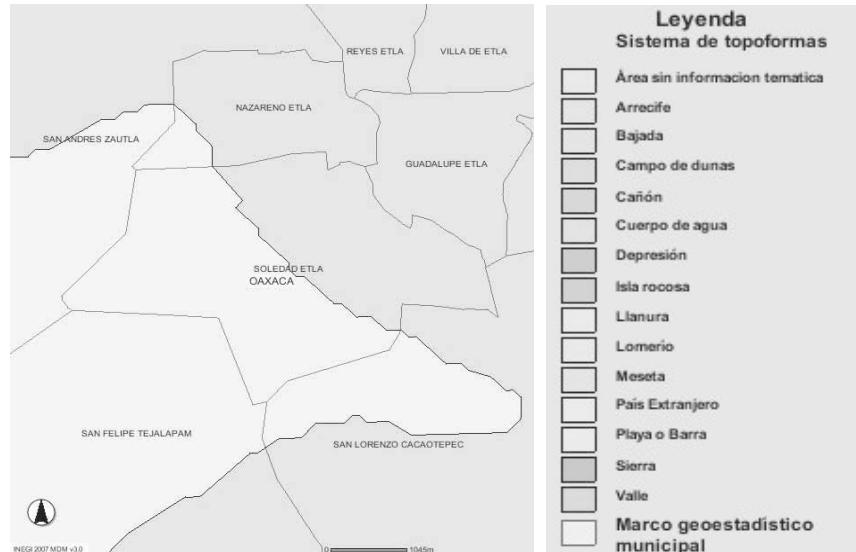 REYES ETLA
VILLA DE ETLA
NAZARENO ETLA
SAN ANDRES ZAUTLA
GUADALUPE ETLA
SOLEDAD ETLA
OAXACA
SAN FELIPE TEJALAPAM
SAN LORENZO CACAOTEPEC
INEGI 2007 MDM v3.0
0
1045m
Leyenda
Sistema de topoformas
Área sin informacion tematica
Arrecife
Bajada
Campo de dunas
Cañón
Cuerpo de agua
Depresión
Isla rocosa
Llanura
Lomerio
Meseta
País Extranjero
Playa o Barra
Sierra
Valle
Marco geoestadístico
municipal